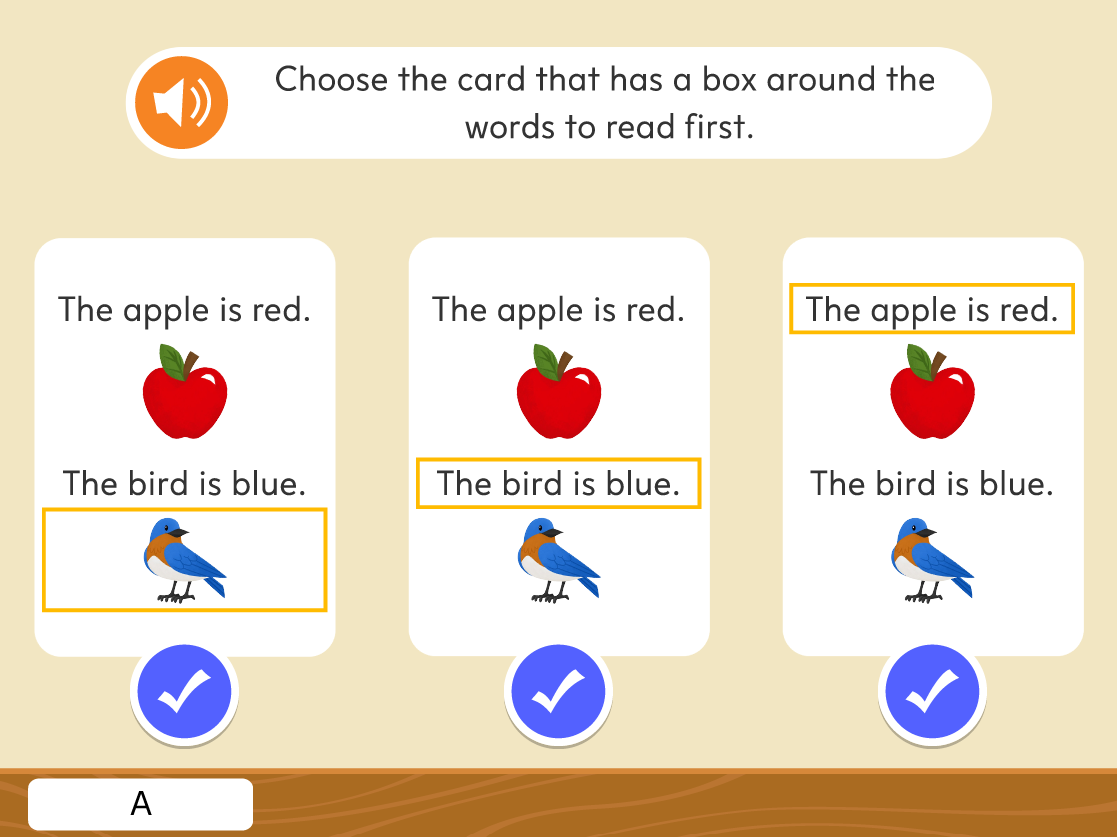 Choose the card that has a box around the
words to read first.
The apple is red.
The bird is blue.
The apple is red.
The bird is blue.
The apple is red.
The bird is blue.
A